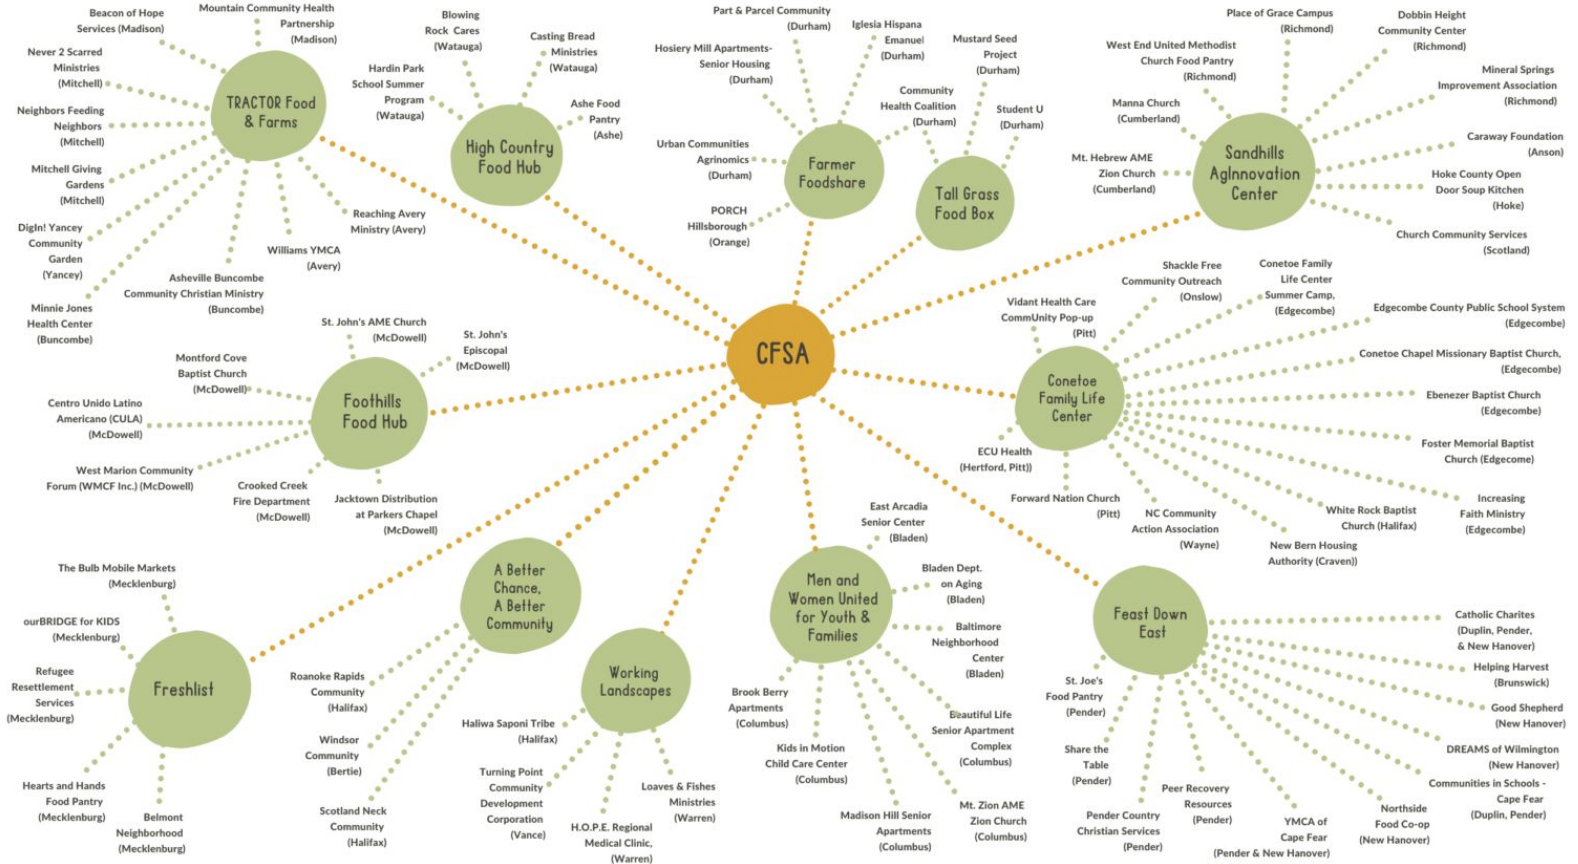 Beacon of Hope
Services (Madison)
Mountain Community Health
Partnership
(Madison)
Never 2 Scarred
Ministries
(Mitchell)
Neighbors Feeding
Neighbors
(Mitchell)
Mitchell Giving
Gardens
(Mitchell)
DigIn! Yancey
Community
Garden
(Yancey)
Minnie Jones
Health Center
(Buncombe)
Asheville Buncombe
Community Christian Ministry
(Buncombe)
Williams YMCA
(Avery)
Reaching Avery
Ministry (Avery)
TRACTOR Food
& Farms
Blowing
Rock Cares
(Watauga)
Casting Bread
Ministries
(Watauga)
Hardin Park
School Summer
Program
(Watauga)
Ashe Food
Pantry
(Ashe)
High Country
Food Hub
Part & Parcel Community
(Durham)
Iglesia Hispana
Emanuel
(Durham)
Hosiery Mill Apartments-
Senior Housing
(Durham)
Community
Health Coalition
(Durham)
Urban Communities
Agrinomics
(Durham)
PORCH
Hillsborough
(Orange)
Farmer
Foodshare
Mustard Seed
Project
(Durham)
Student U
(Durham)
Tall Grass
Food Box
Place of Grace Campus
(Richmond)
Dobbin Height
Community Center
(Richmond)
West End United Methodist
Church Food Pantry
(Richmond)
Mineral Springs
Improvement Association
(Richmond)
Manna Church
(Cumberland)
Caraway Foundation
(Anson)
Mt. Hebrew AME
Zion Church
(Cumberland)
Hoke County Open
Door Soup Kitchen
(Hoke)
Church Community Services
(Scotland)
Sandhills
AgInnovation
Center
CFSA
St. John's AME Church
(McDowell)
St. John's
Episcopal
(McDowell)
Montford Cove
Baptist Church
(McDowell)
Centro Unido Latino
Americano (CULA)
(McDowell)
West Marion Community
Forum (WMCF Inc.) (McDowell)
Crooked Creek
Fire Department
(McDowell)
Jacktown Distribution
at Parkers Chapel
(McDowell)
Foothills
Food Hub
Vidant Health Care
CommUnity Pop-up
(Pitt)
Shackle Free
Community Outreach
(Onslow)
Conetoe Family
Life Center
Summer Camp,
(Edgecombe)
Edgecombe County Public School System
(Edgecombe)
Conetoe Chapel Missionary Baptist Church,
(Edgecombe)
Ebenezer Baptist Church
(Edgecombe)
Foster Memorial Baptist
Church (Edgecome)
Increasing
Faith Ministry
(Edgecombe)
White Rock Baptist
Church (Halifax)
New Bern Housing
Authority (Craven))
NC Community
Action Association
(Wayne)
Forward Nation Church
(Pitt)
ECU Health
(Hertford, Pitt))
Conetoe
Family Life
Center
The Bulb Mobile Markets
(Mecklenburg)
ourBRIDGE for KIDS
(Mecklenburg)
Refugee
Resettlement
Services
(Mecklenburg)
Hearts and Hands
Food Pantry
(Mecklenburg)
Belmont
Neighborhood
(Mecklenburg)
Freshlist
A Better
Chance,
A Better
Community
Roanoke Rapids
Community
(Halifax)
Windsor
Community
(Bertie)
Scotland Neck
Community
(Halifax)
Working
Landscapes
Haliwa Saponi Tribe
(Halifax)
Turning Point
Community
Development
Corporation
(Vance)
H.O.P.E. Regional
Medical Clinic,
(Warren)
Loaves & Fishes
Ministries
(Warren)
East Arcadia
Senior Center
(Bladen)
Bladen Dept.
on Aging
(Bladen)
Baltimore
Neighborhood
Center
(Bladen)
Beautiful Life
Senior Apartment
Complex
(Columbus)
Mt. Zion AME
Zion Church
(Columbus)
Madison Hill Senior
Apartments
(Columbus)
Kids in Motion
Child Care Center
(Columbus)
Brook Berry
Apartments
(Columbus)
Men and
Women United
for Youth &
Families
Feast Down
East
Catholic Charites
(Duplin, Pender,
& New Hanover)
Helping Harvest
(Brunswick)
Good Shepherd
(New Hanover)
DREAMS of Wilmington
(New Hanover)
Communities in Schools -
Cape Fear
(Duplin, Pender)
Northside
Food Co-op
(New Hanover)
YMCA of
Cape Fear
(Pender & New Hanover)
Peer Recovery
Resources
(Pender)
Pender Country
Christian Services
(Pender)
Share the
Table
(Pender)
St. Joe's
Food Pantry
(Pender)